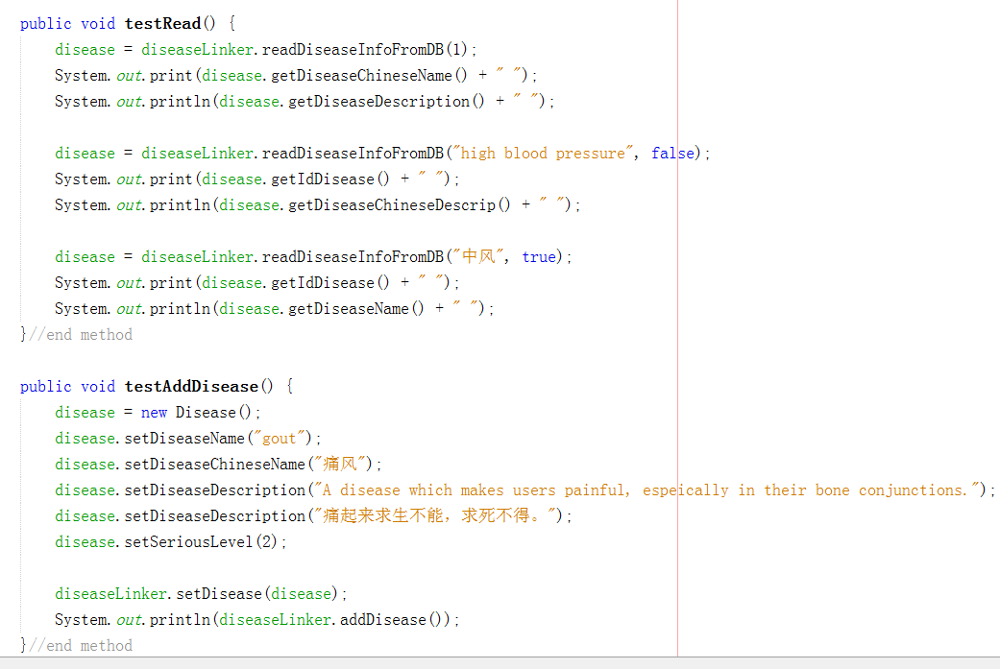 public void testRead() {
disease = diseaseLinker.readDiseaseInfoFromDB(1);
System.out.print(disease.getDiseaseChineseName() + " ");
System.out.println(disease.getDiseaseDescription() + " ");
disease = diseaseLinker.readDiseaseInfoFromDB("high blood pressure", false);
System.out.print(disease.getIdDisease() + " ");
System.out.println(disease.getDiseaseChineseDescrip() + " ");
disease = diseaseLinker.readDiseaseInfoFromDB("中风", true);
System.out.print(disease.getIdDisease() + " ");
System.out.println(disease.getDiseaseName() + " ");
}//end method
public void testAddDisease() {
disease = new Disease();
disease.setDiseaseName("gout");
disease.setDiseaseChineseName("痛风");
disease.setDiseaseDescription("A disease which makes users painful, espeically in their bone conjunctions.");
disease.setDiseaseDescription("痛起来求生不能，求死不得。");
disease.setSeriousLevel(2);
diseaseLinker.setDisease(disease);
System.out.println(diseaseLinker.addDisease());
}//end method